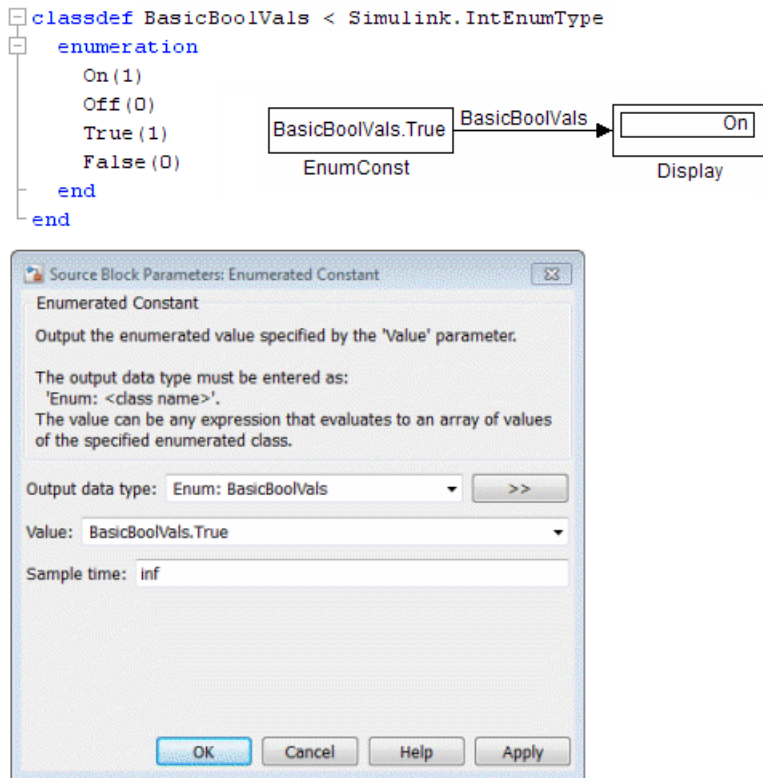 classdef BasicBoolVals < Simulink.IntEnumType
enumeration
On(1)
Off(0)
True(1)
False(0)
end
end
BasicBoolVals.True
BasicBoolVals
On
EnumConst
Display
Source Block Parameters: Enumerated Constant
Enumerated Constant
Output the enumerated value specified by the 'Value' parameter.
The output data type must be entered as:
'Enum: <class name>'.
The value can be any expression that evaluates to an array of values
of the specified enumerated class.
Output data type: Enum: BasicBoolVals >>
Value: BasicBoolVals.True
Sample time: inf
OK Cancel Help Apply